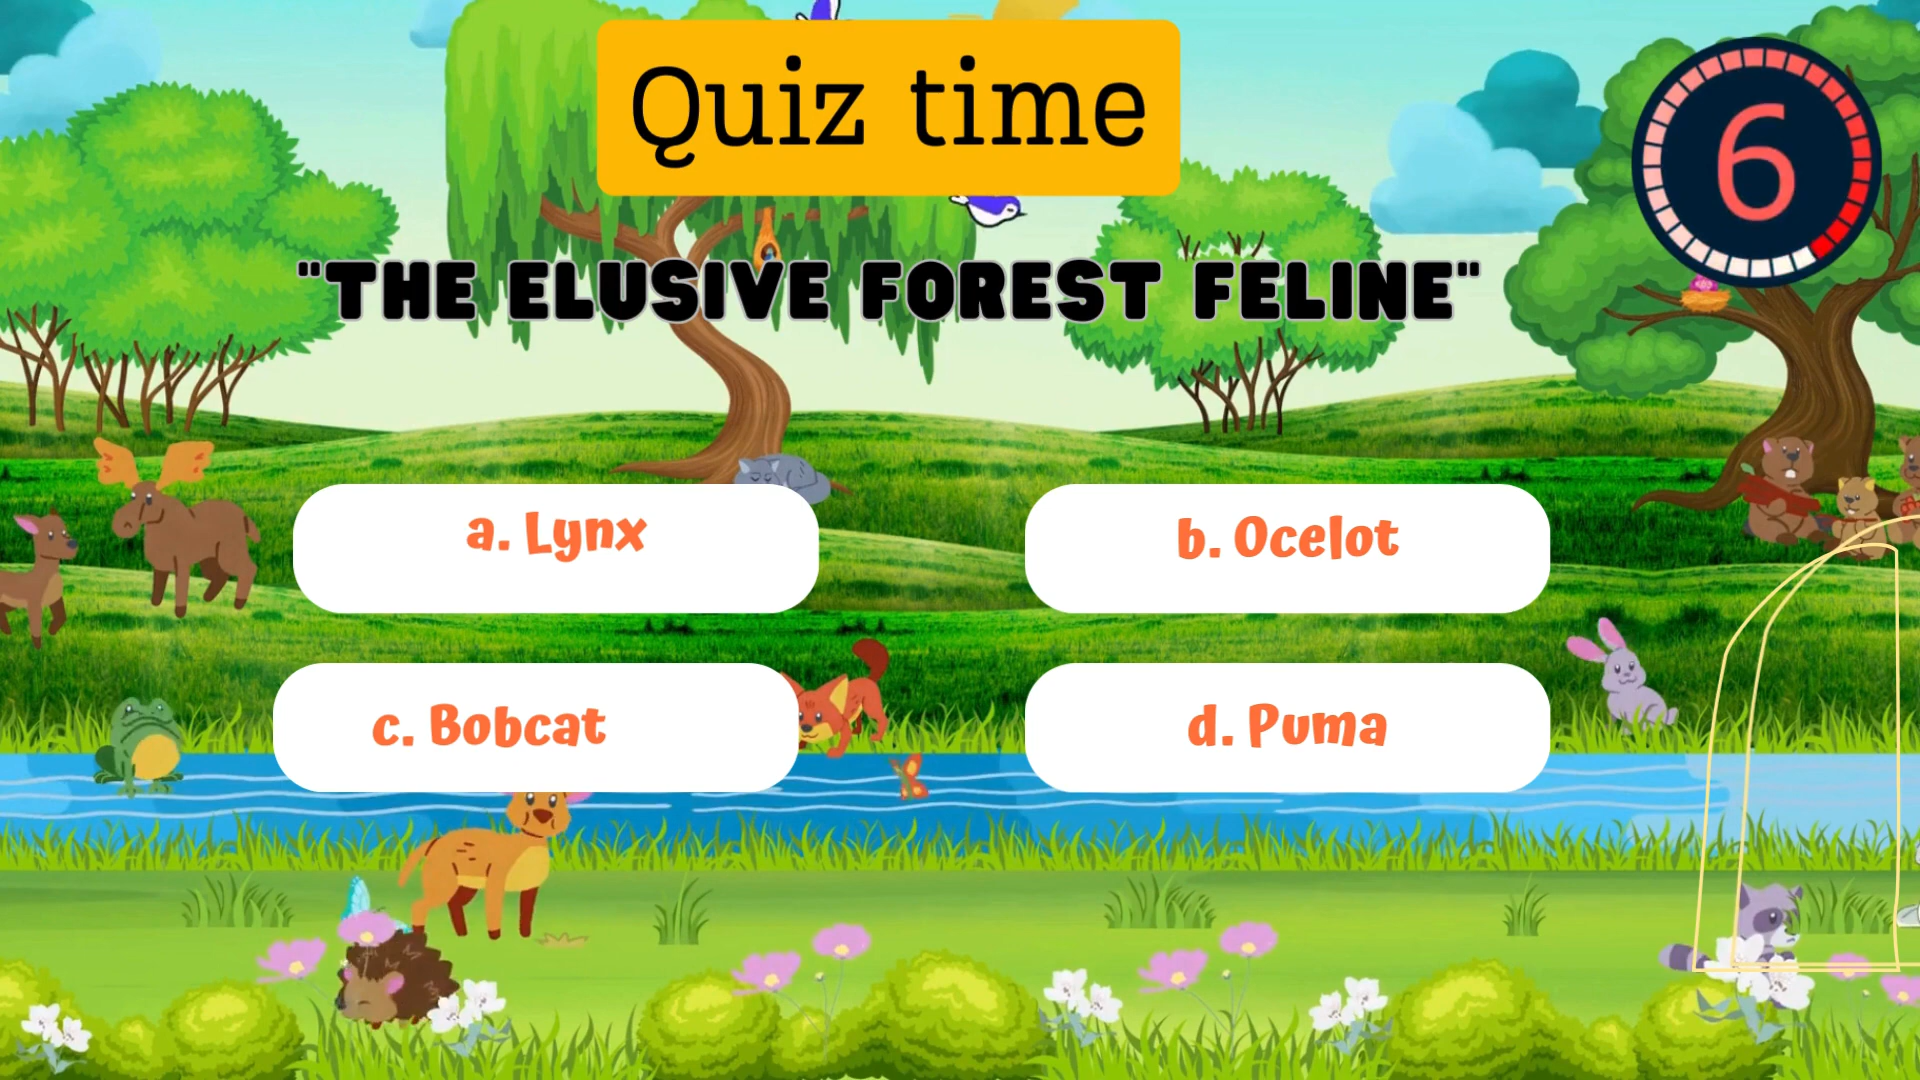 Quiz time
6
"THE ELUSIVE FOREST FELINE"
a. Lynx
b. Ocelot
c. Bobcat
d. Puma